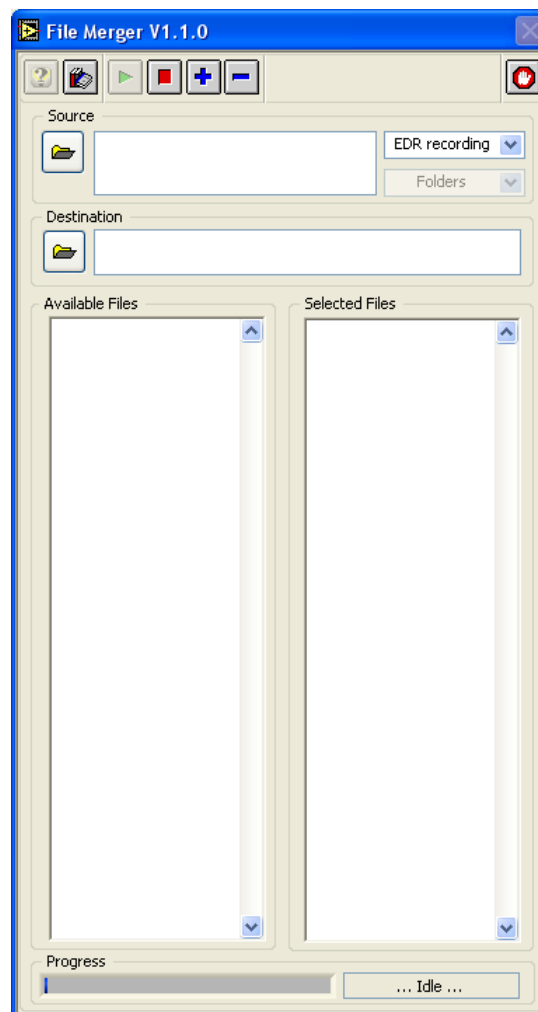 File Merger V1.1.0
Source
EDR recording
Folders
Destination
Available Files
Selected Files
Progress
... Idle ...